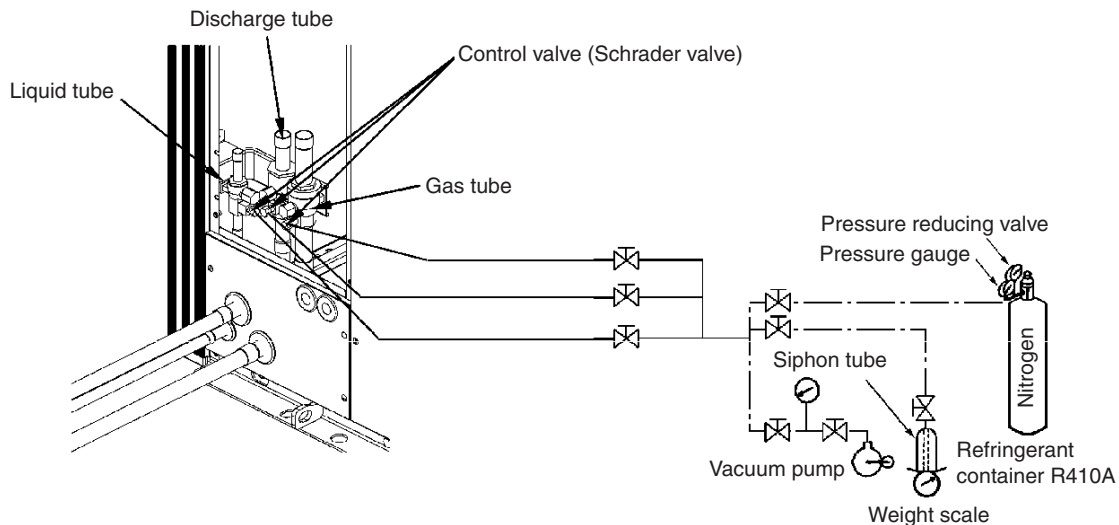 Discharge tube
Control valve (Schrader valve)
Liquid tube
Gas tube
Pressure reducing valve
Pressure gauge
Siphon tube
Nitrogen
Vacuum pump
Refringerant
container R410A
Weight scale